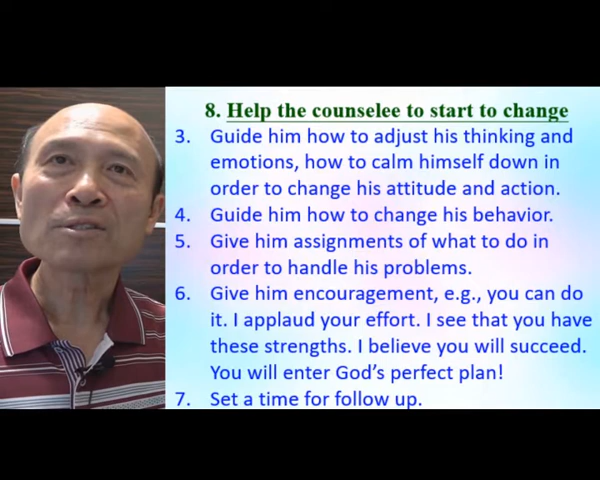 8. Help the counselee to start to change
3. Guide him how to adjust his thinking and
emotions, how to calm himself down in
order to change his attitude and action.
4. Guide him how to change his behavior.
5. Give him assignments of what to do in
order to handle his problems.
6. Give him encouragement, e.g., you can do
it. I applaud your effort. I see that you have
these strengths. I believe you will succeed.
You will enter God's perfect plan!
7. Set a time for follow up.